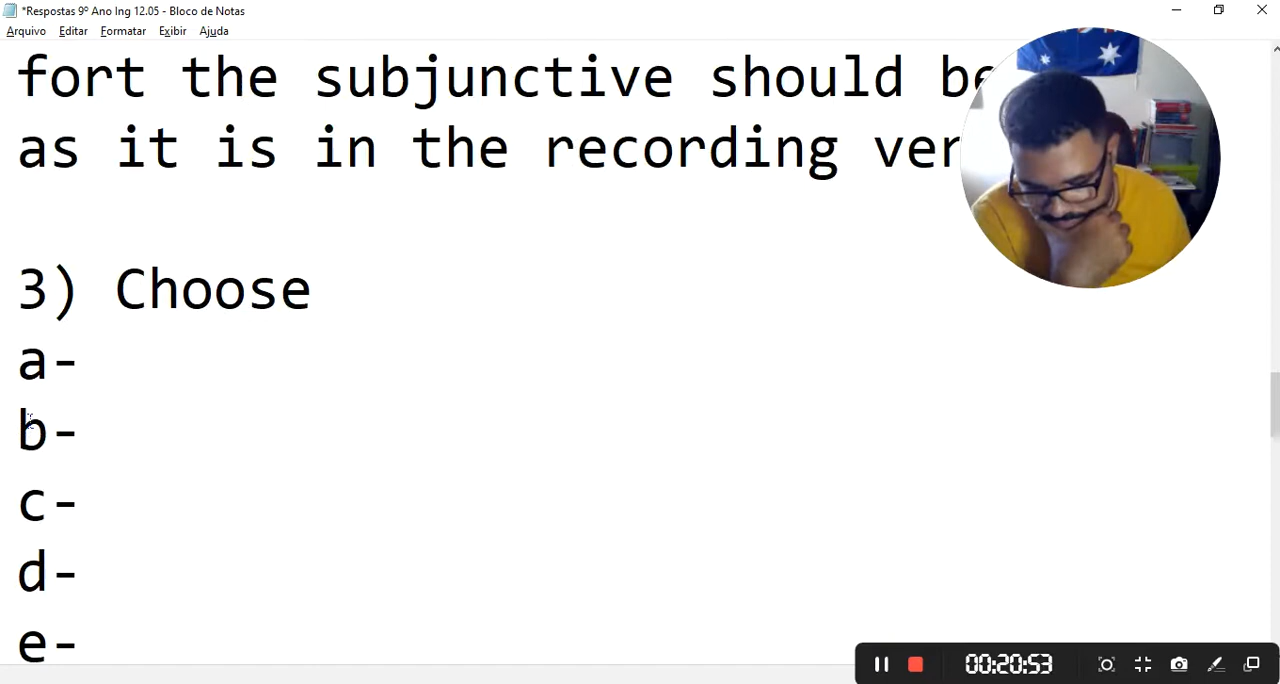 *Respostas 9º Ano Ing 12.05 - Bloco de Notas
Arquivo Editar Formatar Exibir Ajuda
fort the subjunctive should be
as it is in the recording ver
3) Choose
a-
b-
c-
d-
e-
00:20:53